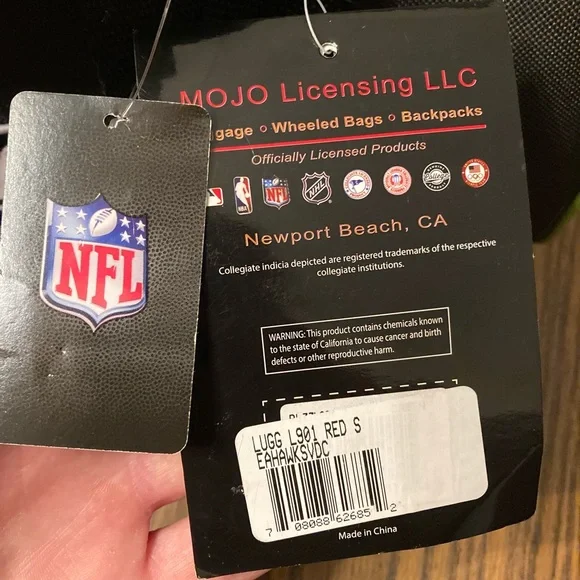 NFL
MOJO Licensing LLC
gage ◦ Wheeled Bags ◦ Backpacks
Officially Licensed Products
NFL
NHL
Newport Beach, CA
Collegiate indicia depicted are registered trademarks of the respective
collegiate institutions.
WARNING: This product contains chemicals known
to the state of California to cause cancer and birth
defects or other reproductive harm.
LUGG L901 RED S
EAHAWKSVDC
7 08088 62685 2
Made in China